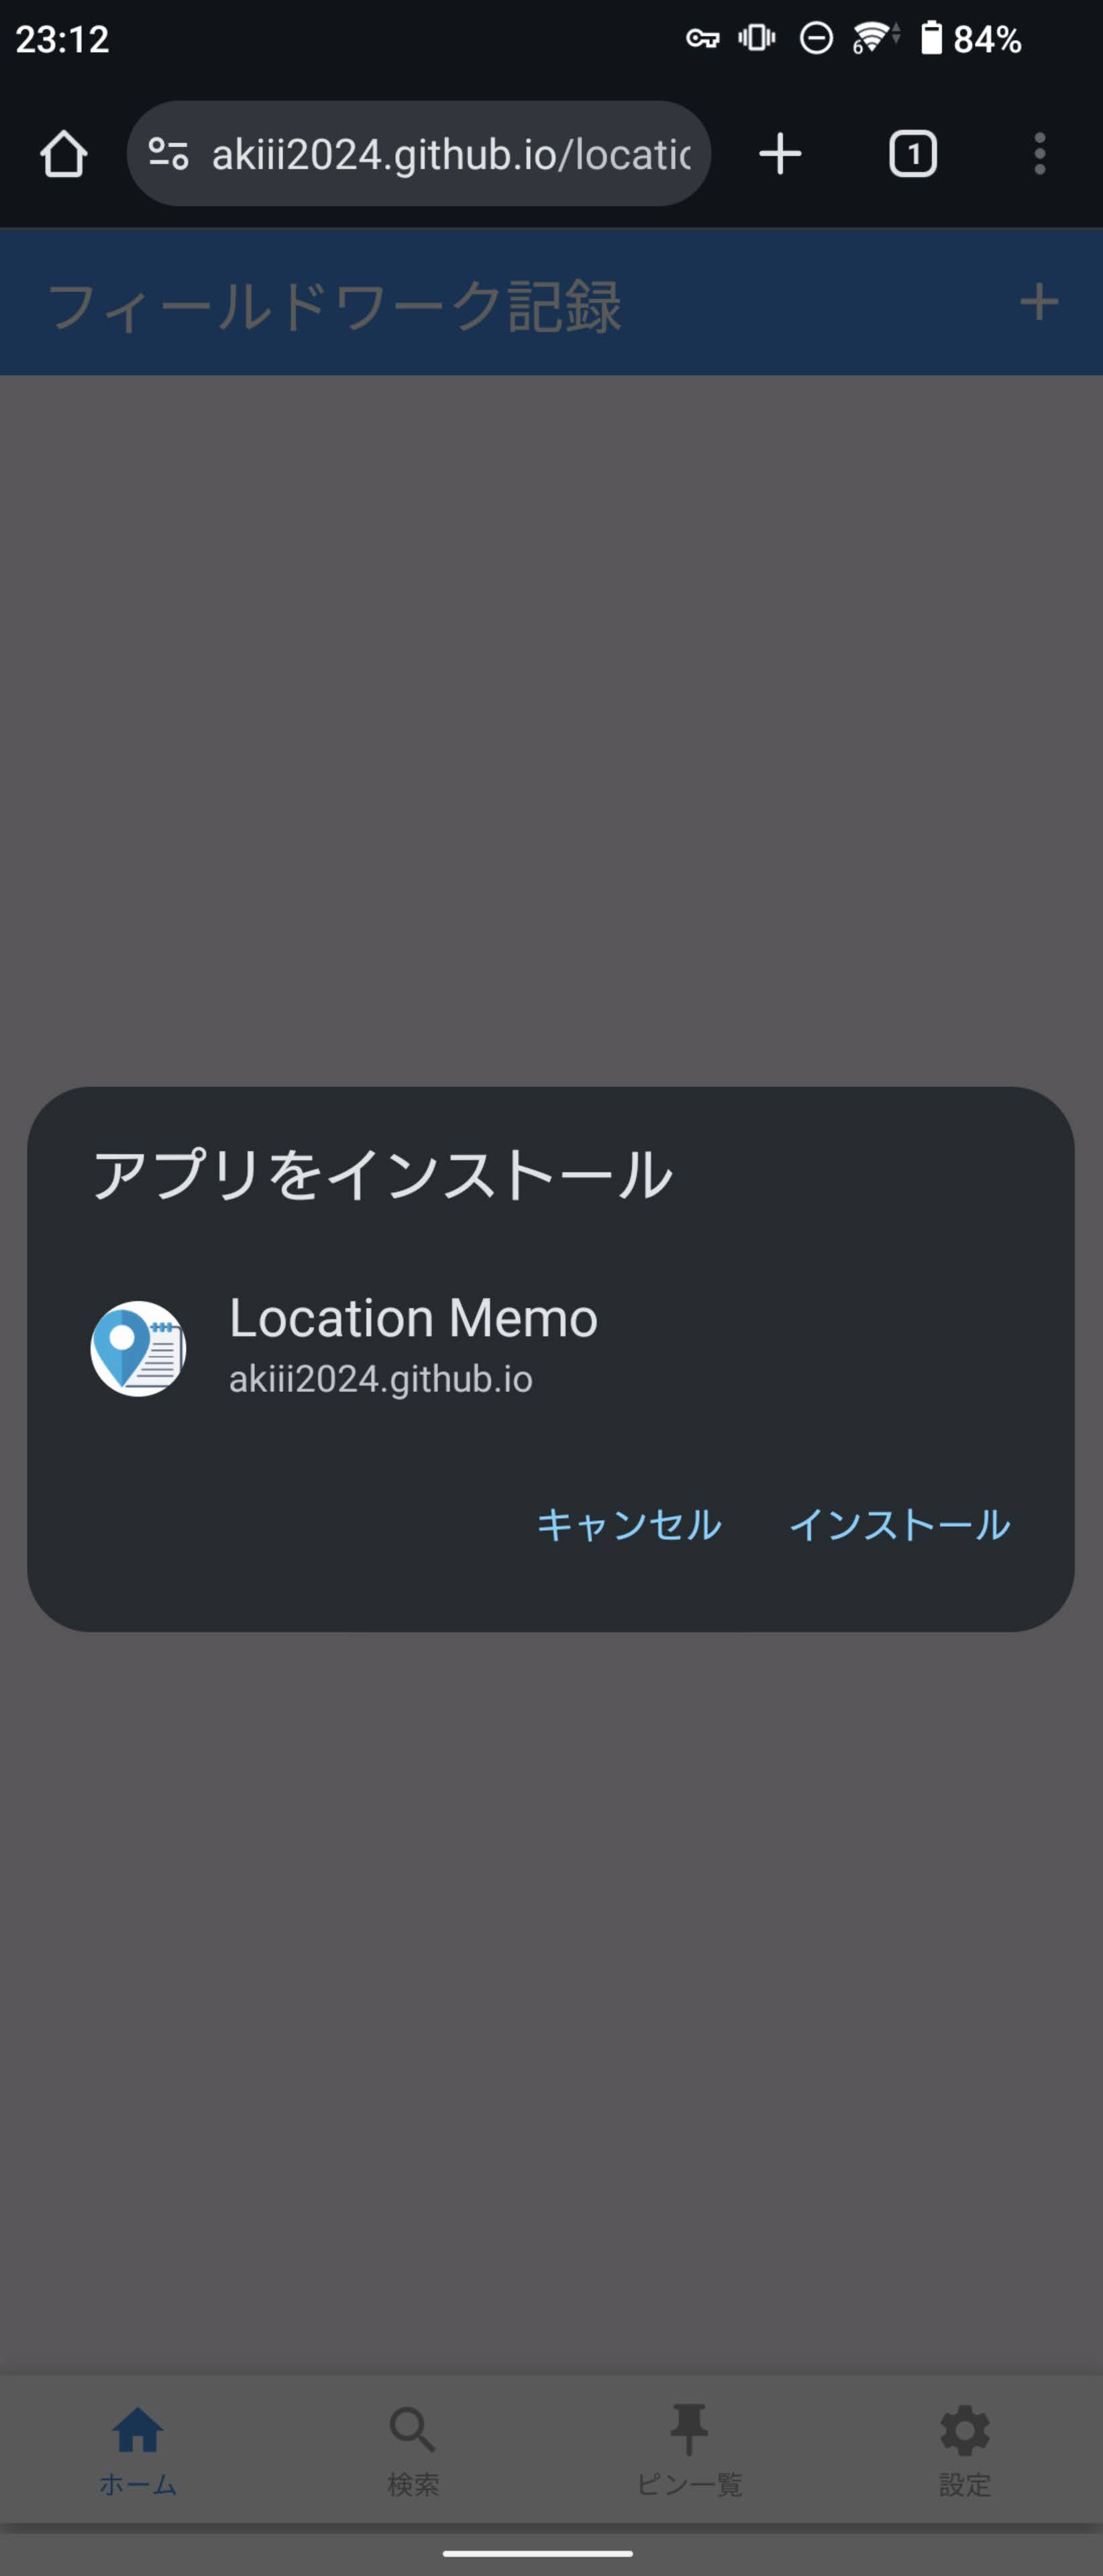 23:12
6
84%
akiii2024.github.io/locatic
1
フィールドワーク記録
アプリをインストール
Location Memo
akiii2024.github.io
キャンセル
インストール
ホーム
検索
ピン一覧
設定